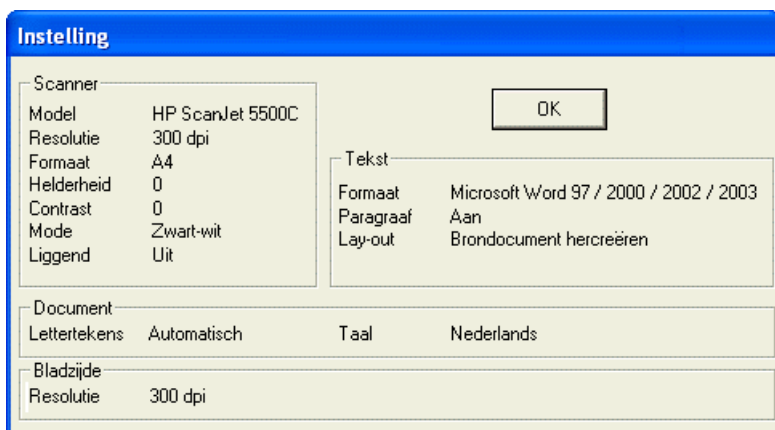 Instelling
Scanner
Model HP ScanJet 5500C
Resolutie 300 dpi
Formaat A4
Helderheid 0
Contrast 0
Mode Zwart-wit
Liggend Uit
OK
Tekst
Formaat Microsoft Word 97 / 2000 / 2002 / 2003
Paragraaf Aan
Lay-out Brondocument hercreëren
Document
Lettertekens Automatisch Taal Nederlands
Bladzijde
Resolutie 300 dpi